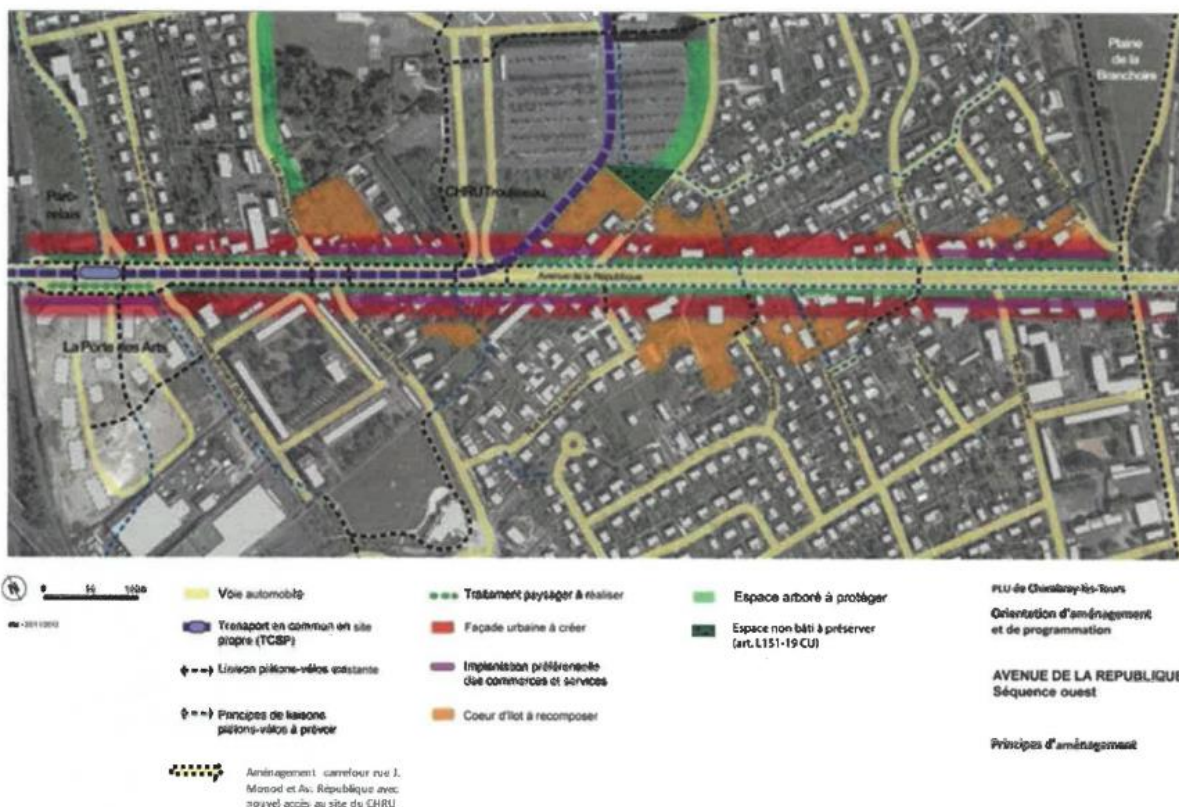 Plaine
de la
Branchoire
Parc-
relais
CHRU Trousseau
Avenue de la République
La Porte des Arts
Voie automobile
Transport en commun en site
propre (TCSP)
Liaison piétons-vélos existante
Principes de liaisons
piétons-vélos à prévoir
Aménagement carrefour rue J.
Monod et Av. République avec
nouvel accès au site du CHRU
Traitement paysager à réaliser
Façade urbaine à créer
Implantation préférentielle
des commerces et services
Coeur d'îlot à recomposer
Espace arboré à protéger
Espace non bâti à préserver
(art. L151-19 CU)
PLU de Chambray-lès-Tours
Orientation d'aménagement
et de programmation
AVENUE DE LA REPUBLIQUE
Séquence ouest
Principes d'aménagement